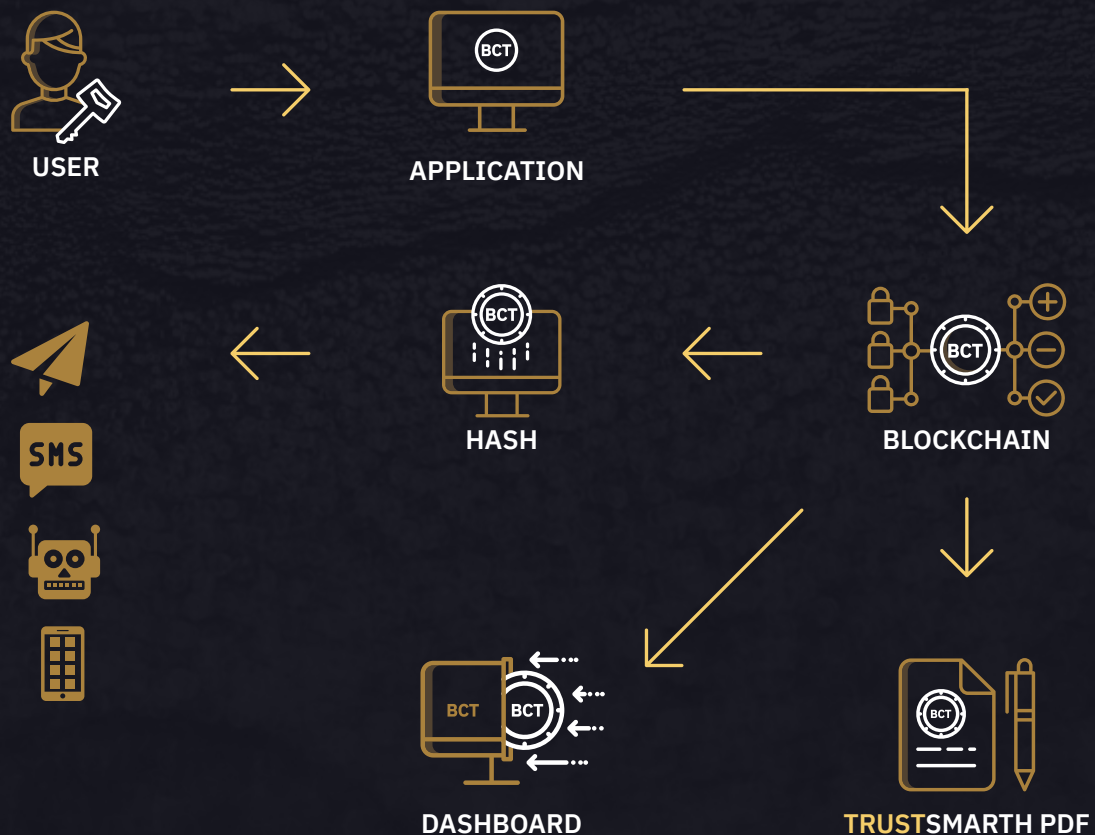 BCT
USER
APPLICATION
BCT
BCT
HASH
BLOCKCHAIN
SMS
BCT
BCT
BCT
DASHBOARD
TRUSTSMARTH PDF